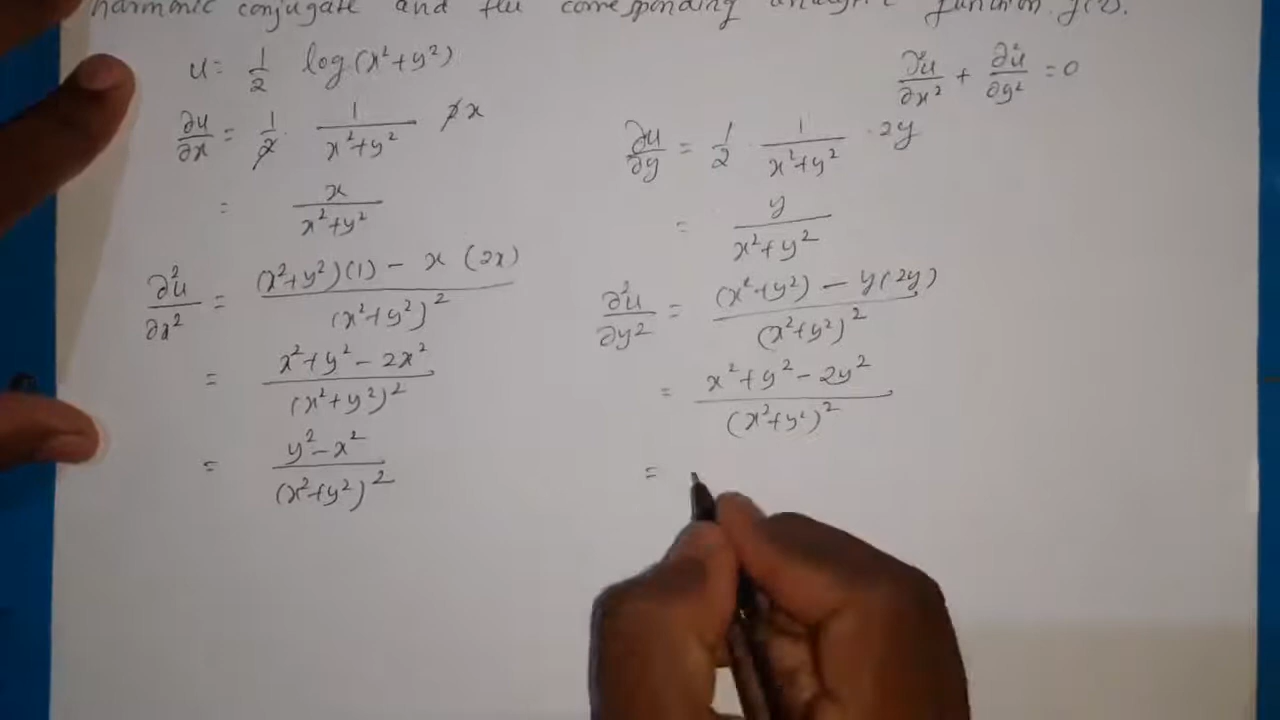 harmonic conjugate and the corresponding analytic function f(z).
u = 1/2 log(x²+y²)
∂²u/∂x² + ∂²u/∂y² = 0
∂u/∂x = 1/2 · 1/(x²+y²) 2x
∂u/∂y = 1/2 · 1/(x²+y²) · 2y
= x/(x²+y²)
= y/(x²+y²)
∂²u/∂x² = ((x²+y²)(1) − x(2x))/(x²+y²)²
∂²u/∂y² = ((x²+y²) − y(2y))/(x²+y²)²
= (x²+y²−2x²)/(x²+y²)²
= (x²+y²−2y²)/(x²+y²)²
= (y²−x²)/(x²+y²)²
=